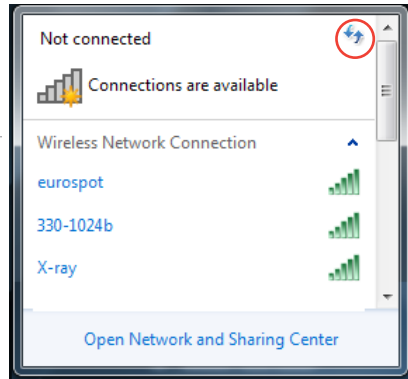 Not connected
Connections are available
Wireless Network Connection
eurospot
330-1024b
X-ray
Open Network and Sharing Center